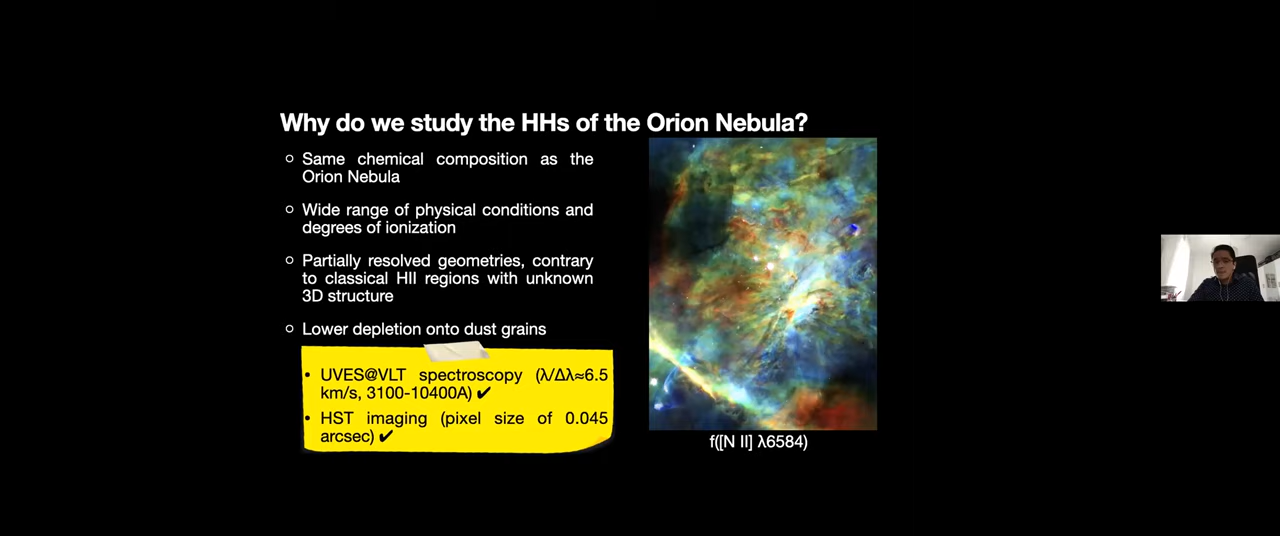 Why do we study the HHs of the Orion Nebula?
Same chemical composition as the
Orion Nebula
Wide range of physical conditions and
degrees of ionization
Partially resolved geometries, contrary
to classical HII regions with unknown
3D structure
Lower depletion onto dust grains
UVES@VLT spectroscopy (λ/Δλ≈6.5
km/s, 3100-10400A) ✔
HST imaging (pixel size of 0.045
arcsec) ✔
f([N II] λ6584)